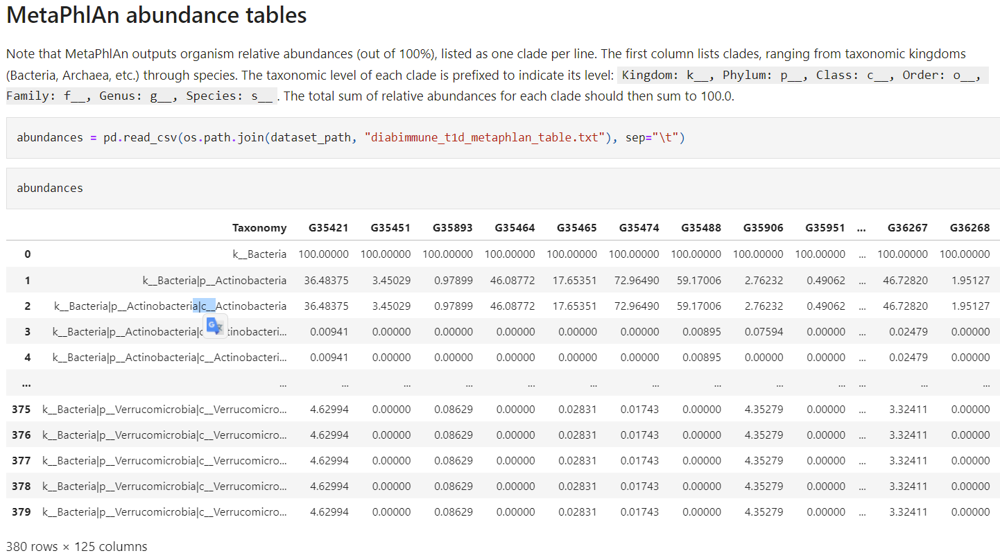 MetaPhlAn abundance tables
Note that MetaPhlAn outputs organism relative abundances (out of 100%), listed as one clade per line. The first column lists clades, ranging from taxonomic kingdoms
(Bacteria, Archaea, etc.) through species. The taxonomic level of each clade is prefixed to indicate its level: Kingdom: k__, Phylum: p__, Class: c__, Order: o__,
Family: f__, Genus: g__, Species: s__ . The total sum of relative abundances for each clade should then sum to 100.0.
abundances = pd.read_csv(os.path.join(dataset_path, "diabimmune_t1d_metaphlan_table.txt"), sep="\t")
abundances
Taxonomy G35421 G35451 G35893 G35464 G35465 G35474 G35488 G35906 G35951 ... G36267 G36268
0 k__Bacteria 100.00000 100.00000 100.00000 100.00000 100.00000 100.00000 100.00000 100.00000 100.00000 ... 100.00000 100.00000
1 k__Bacteria|p__Actinobacteria 36.48375 3.45029 0.97899 46.08772 17.65351 72.96490 59.17006 2.76232 0.49062 ... 46.72820 1.95127
2 k__Bacteria|p__Actinobacteria|c__Actinobacteria 36.48375 3.45029 0.97899 46.08772 17.65351 72.96490 59.17006 2.76232 0.49062 ... 46.72820 1.95127
3 k__Bacteria|p__Actinobacteria|c tinobacteri... 0.00941 0.00000 0.00000 0.00000 0.00000 0.00000 0.00895 0.07594 0.00000 ... 0.02479 0.00000
4 k__Bacteria|p__Actinobacteria|c__Actinobacteri... 0.00941 0.00000 0.00000 0.00000 0.00000 0.00000 0.00895 0.00000 0.00000 ... 0.02479 0.00000
... ... ... ... ... ... ... ... ... ... ... ... ... ...
375 k__Bacteria|p__Verrucomicrobia|c__Verrucomicro... 4.62994 0.00000 0.08629 0.00000 0.02831 0.01743 0.00000 4.35279 0.00000 ... 3.32411 0.00000
376 k__Bacteria|p__Verrucomicrobia|c__Verrucomicro... 4.62994 0.00000 0.08629 0.00000 0.02831 0.01743 0.00000 4.35279 0.00000 ... 3.32411 0.00000
377 k__Bacteria|p__Verrucomicrobia|c__Verrucomicro... 4.62994 0.00000 0.08629 0.00000 0.02831 0.01743 0.00000 4.35279 0.00000 ... 3.32411 0.00000
378 k__Bacteria|p__Verrucomicrobia|c__Verrucomicro... 4.62994 0.00000 0.08629 0.00000 0.02831 0.01743 0.00000 4.35279 0.00000 ... 3.32411 0.00000
379 k__Bacteria|p__Verrucomicrobia|c__Verrucomicro... 4.62994 0.00000 0.08629 0.00000 0.02831 0.01743 0.00000 4.35279 0.00000 ... 3.32411 0.00000
380 rows × 125 columns